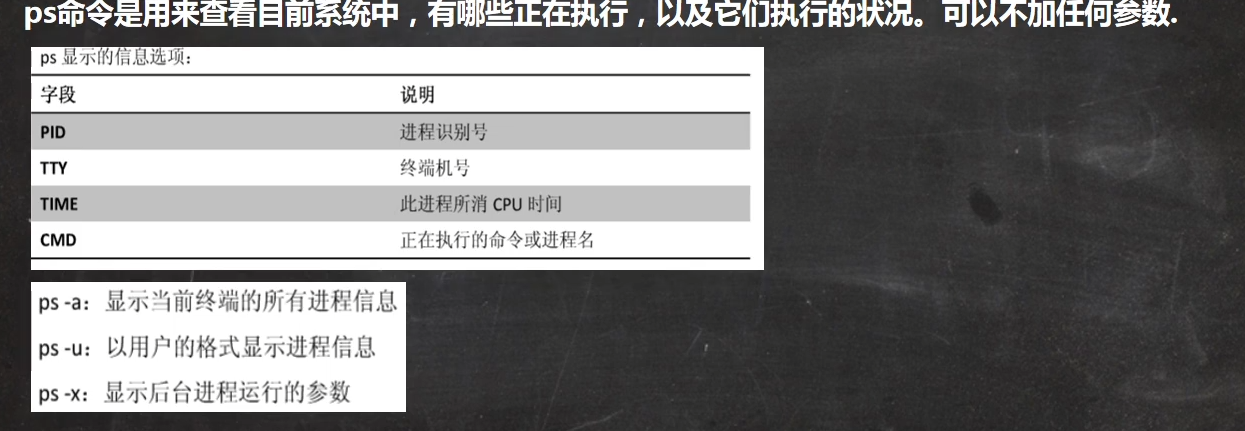 ps命令是用来查看目前系统中，有哪些正在执行，以及它们执行的状况。可以不加任何参数.
ps 显示的信息选项：
字段 说明
PID 进程识别号
TTY 终端机号
TIME 此进程所消 CPU 时间
CMD 正在执行的命令或进程名
ps -a：显示当前终端的所有进程信息
ps -u：以用户的格式显示进程信息
ps -x：显示后台进程运行的参数